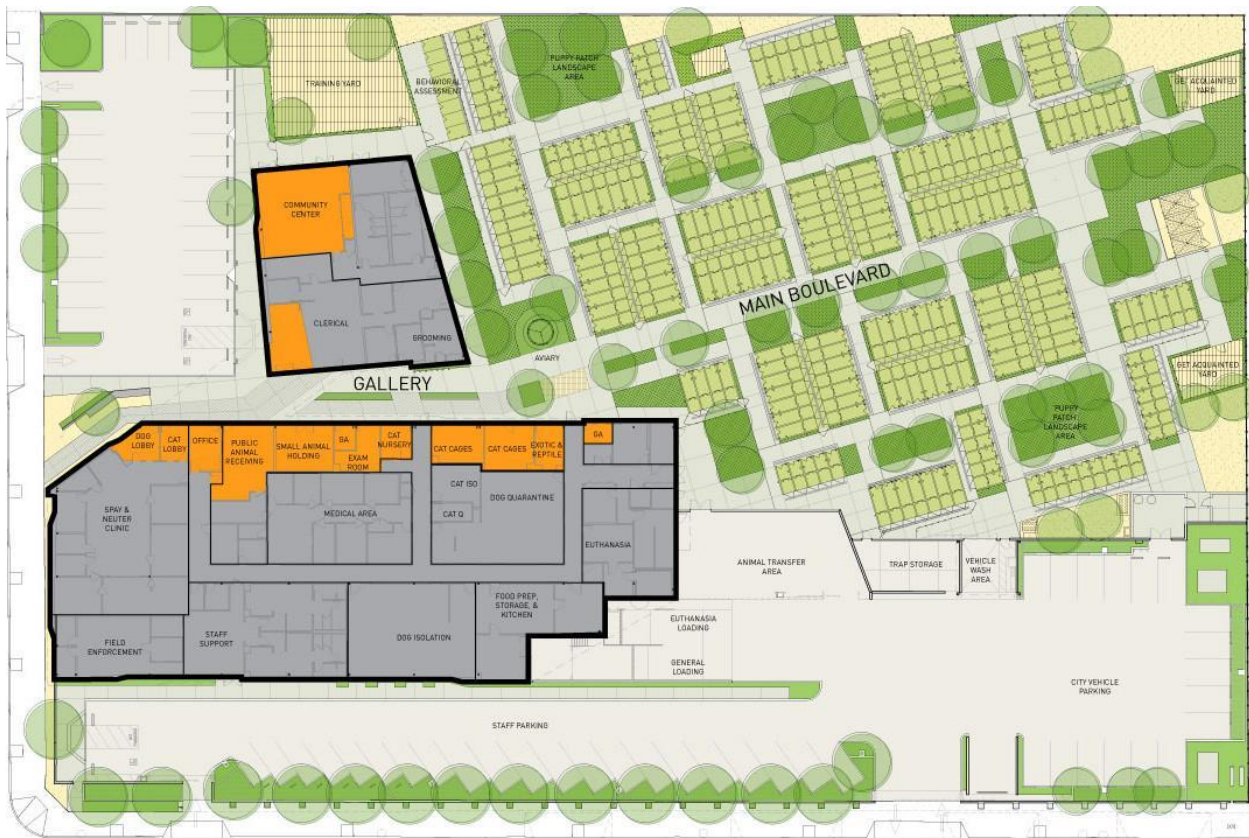 TRAINING YARD
BEHAVIORAL
ASSESSMENT
PUPPY PATCH
LANDSCAPE
AREA
GET ACQUAINTED
YARD
COMMUNITY
CENTER
MAIN BOULEVARD
CLERICAL
GROOMING
AVIARY
GALLERY
GET ACQUAINTED
YARD
PUPPY
PATCH
LANDSCAPE
AREA
DOG
LOBBY
CAT
LOBBY
OFFICE
PUBLIC
ANIMAL
RECEIVING
SMALL ANIMAL
HOLDING
GA
EXAM
ROOM
CAT
NURSERY
CAT CAGES
CAT CAGES
EXOTIC &
REPTILE
GA
SPAY &
NEUTER
CLINIC
MEDICAL AREA
CAT ISO
CAT Q
DOG QUARANTINE
EUTHANASIA
ANIMAL TRANSFER
AREA
TRAP STORAGE
VEHICLE
WASH
AREA
FIELD
ENFORCEMENT
STAFF
SUPPORT
DOG ISOLATION
FOOD PREP,
STORAGE, &
KITCHEN
EUTHANASIA
LOADING
GENERAL
LOADING
CITY VEHICLE
PARKING
STAFF PARKING